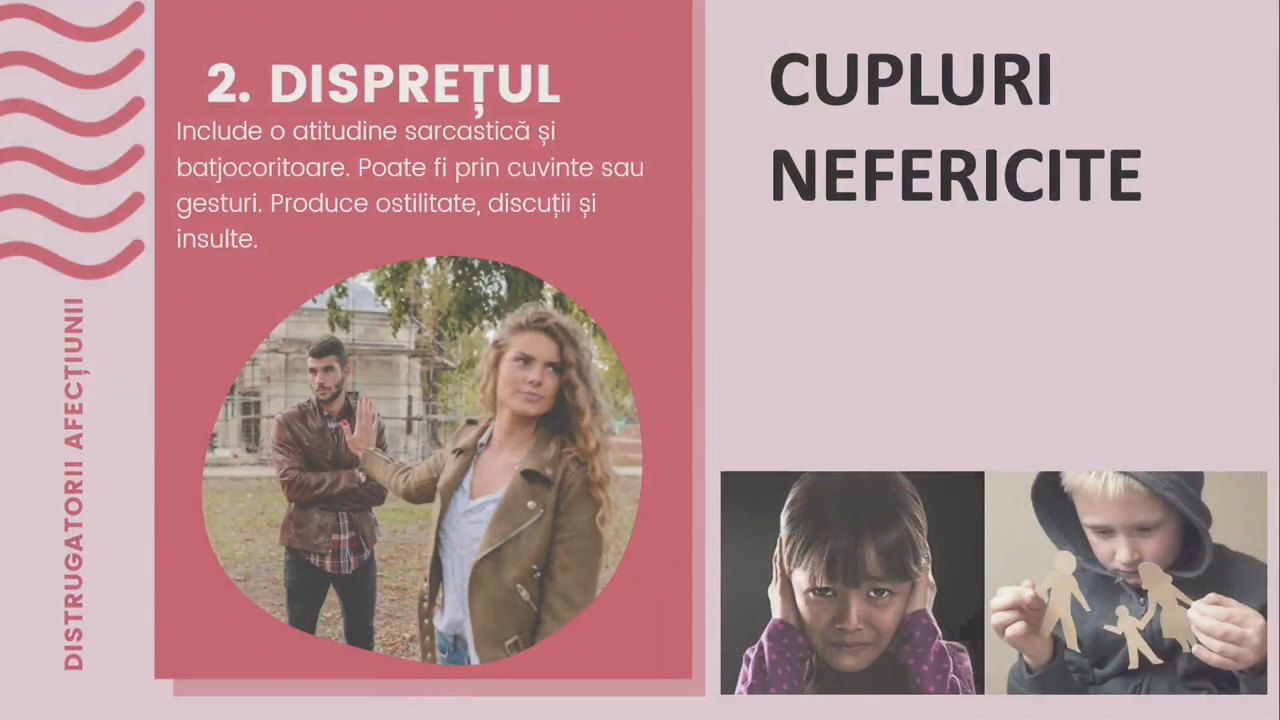 DISTRUGATORII AFECȚIUNII
2. DISPREȚUL
Include o atitudine sarcastică și
batjocoritoare. Poate fi prin cuvinte sau
gesturi. Produce ostilitate, discuții și
insulte.
CUPLURI
NEFERICITE